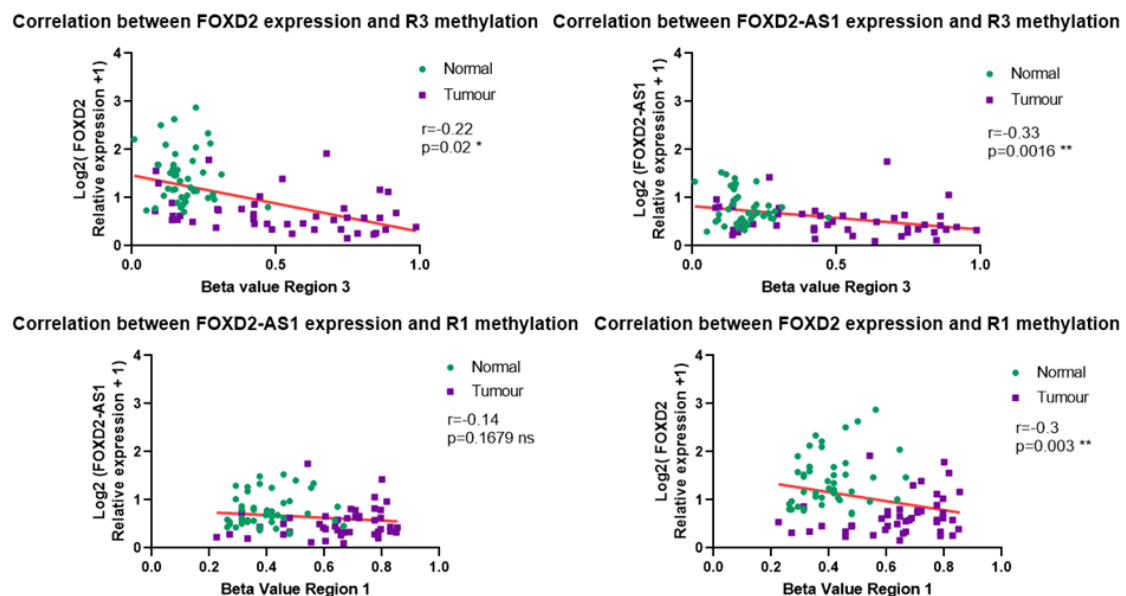 Correlation between FOXD2 expression and R3 methylation
Log2( FOXD2
Relative expression +1)
4
3
2
1
0
0.0
0.5
1.0
Beta value Region 3
Normal
Tumour
r=-0.22
p=0.02 *
Correlation between FOXD2-AS1 expression and R3 methylation
Log2 (FOXD2-AS1
Relative expression + 1)
4
3
2
1
0
0.0
0.5
1.0
Beta value Region 3
Normal
Tumour
r=-0.33
p=0.0016 **
Correlation between FOXD2-AS1 expression and R1 methylation
Log2 (FOXD2-AS1
Relative expression + 1)
4
3
2
1
0
0.0
0.2
0.4
0.6
0.8
1.0
Beta Value Region 1
Normal
Tumour
r=-0.14
p=0.1679 ns
Correlation between FOXD2 expression and R1 methylation
Log2( FOXD2
Relative expression +1)
4
3
2
1
0
0.0
0.2
0.4
0.6
0.8
1.0
Beta Value Region 1
Normal
Tumour
r=-0.3
p=0.003 **